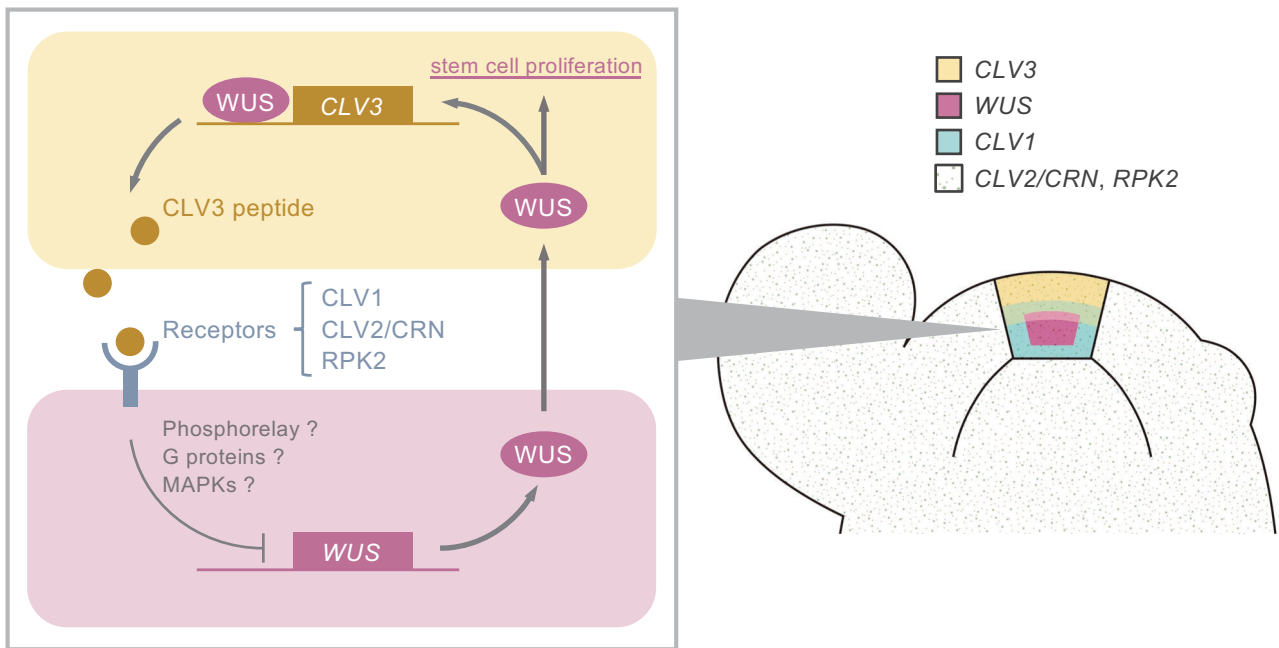 stem cell proliferation
WUS
CLV3
CLV3 peptide
WUS
Receptors
CLV1
CLV2/CRN
RPK2
Phosphorelay ?
G proteins ?
MAPKs ?
WUS
WUS
CLV3
WUS
CLV1
CLV2/CRN, RPK2